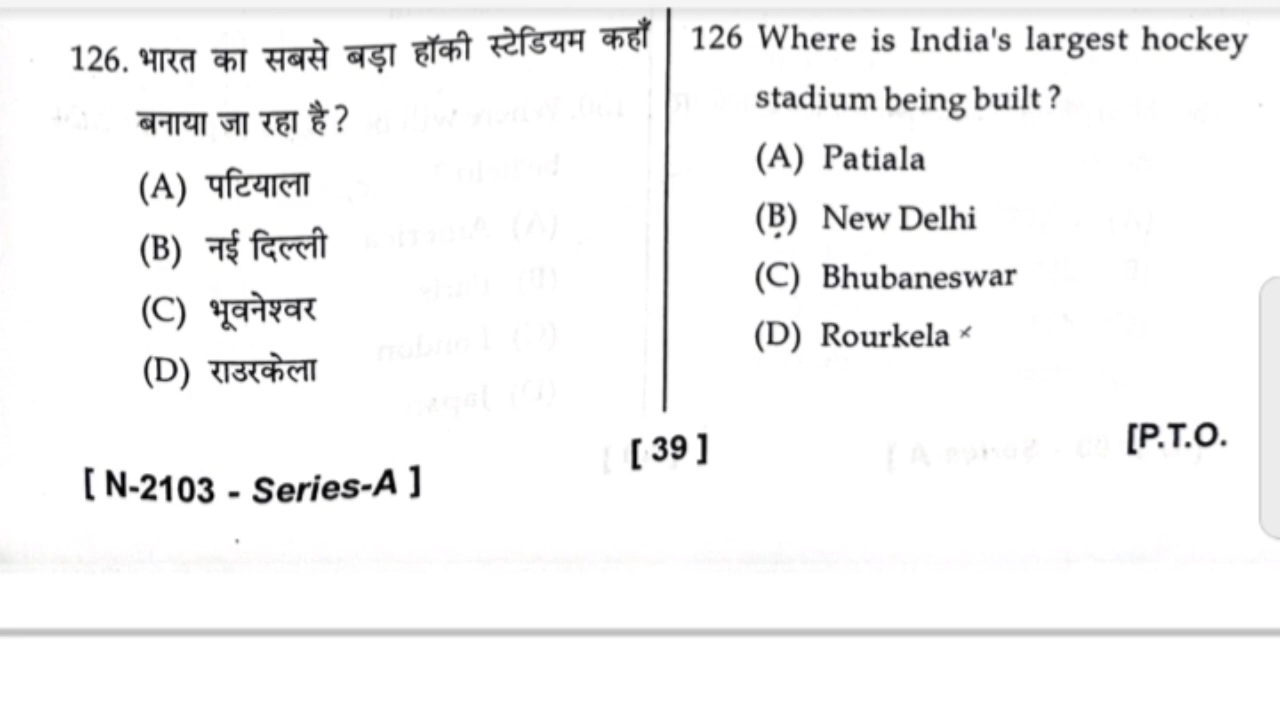 126. भारत का सबसे बड़ा हॉकी स्टेडियम कहाँ
बनाया जा रहा है?
(A) पटियाला
(B) नई दिल्ली
(C) भूवनेश्वर
(D) राउरकेला
126 Where is India's largest hockey
stadium being built ?
(A) Patiala
(B) New Delhi
(C) Bhubaneswar
(D) Rourkela
[ 39 ]
[P.T.O.
[ N-2103 - Series-A ]